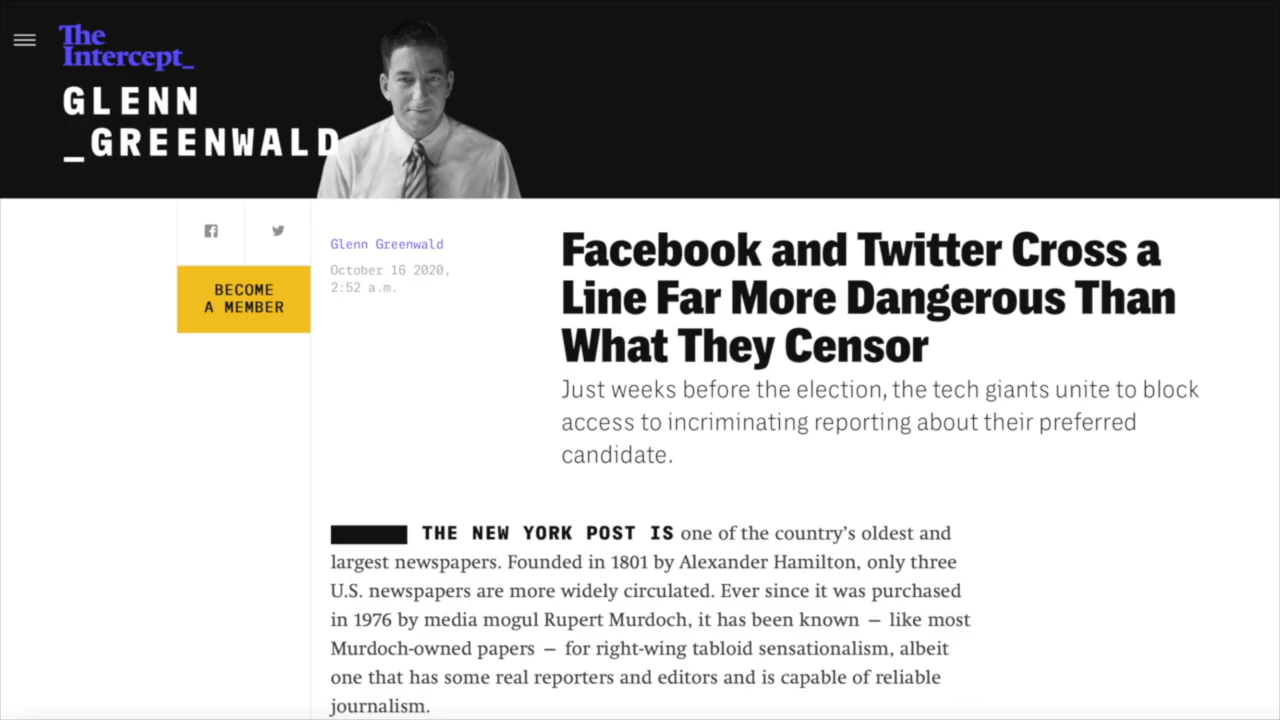 The
Intercept_
GLENN
_GREENWALD
BECOME
A MEMBER
Glenn Greenwald
October 16 2020,
2:52 a.m.
Facebook and Twitter Cross a
Line Far More Dangerous Than
What They Censor
Just weeks before the election, the tech giants unite to block
access to incriminating reporting about their preferred
candidate.
THE NEW YORK POST IS one of the country’s oldest and
largest newspapers. Founded in 1801 by Alexander Hamilton, only three
U.S. newspapers are more widely circulated. Ever since it was purchased
in 1976 by media mogul Rupert Murdoch, it has been known — like most
Murdoch-owned papers — for right-wing tabloid sensationalism, albeit
one that has some real reporters and editors and is capable of reliable
journalism.